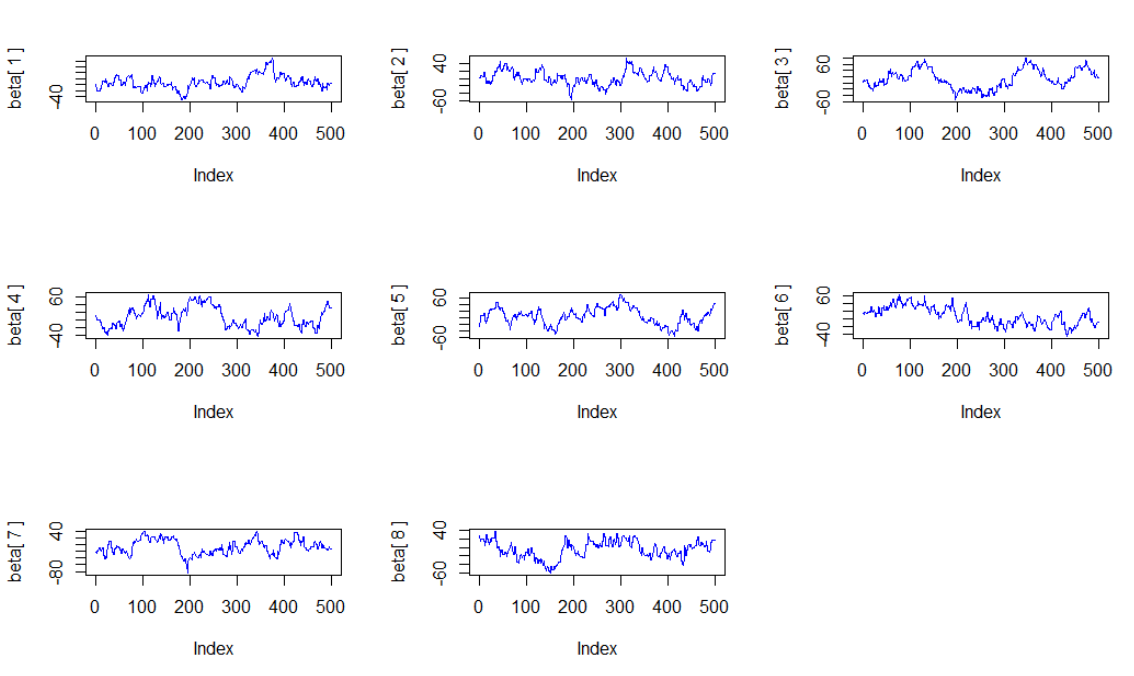 beta[ 1 ]
-40
0 100 200 300 400 500
Index
beta[ 2 ]
-60 40
0 100 200 300 400 500
Index
beta[ 3 ]
-60 60
0 100 200 300 400 500
Index
beta[ 4 ]
-40 60
0 100 200 300 400 500
Index
beta[ 5 ]
-60 60
0 100 200 300 400 500
Index
beta[ 6 ]
-40 60
0 100 200 300 400 500
Index
beta[ 7 ]
-80 40
0 100 200 300 400 500
Index
beta[ 8 ]
-60 40
0 100 200 300 400 500
Index